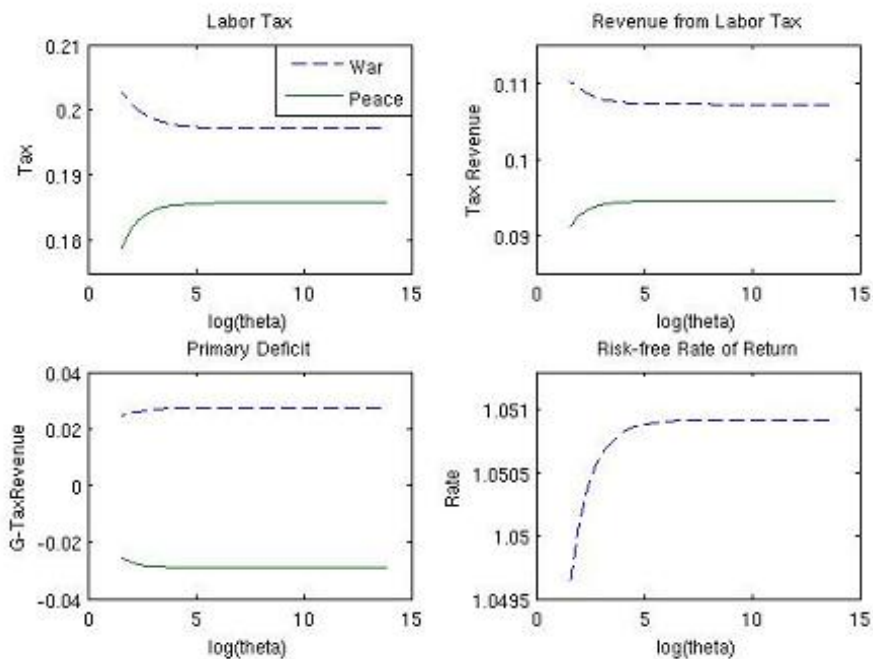 Labor Tax
0.21
0.2
0.19
0.18
Tax
War
Peace
0
5
10
15
log(theta)
Revenue from Labor Tax
0.11
0.1
0.09
Tax Revenue
0
5
10
15
log(theta)
Primary Deficit
0.04
0.02
0
-0.02
-0.04
G-TaxRevenue
0
5
10
15
log(theta)
Risk-free Rate of Return
1.051
1.0505
1.05
1.0495
Rate
0
5
10
15
log(theta)